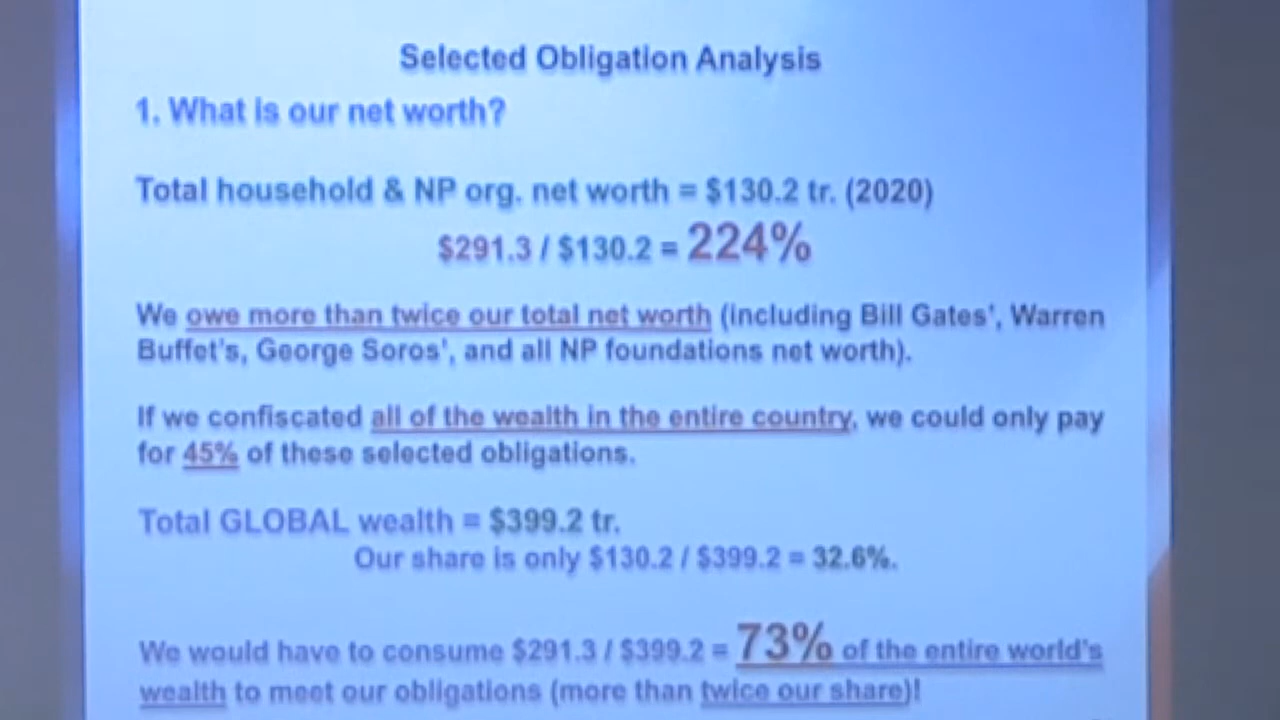 Selected Obligation Analysis
1. What is our net worth?
Total household & NP org. net worth = $130.2 tr. (2020)
$291.3 / $130.2 = 224%
We owe more than twice our total net worth (including Bill Gates', Warren
Buffet's, George Soros', and all NP foundations net worth).
If we confiscated all of the wealth in the entire country, we could only pay
for 45% of these selected obligations.
Total GLOBAL wealth = $399.2 tr.
Our share is only $130.2 / $399.2 = 32.6%.
We would have to consume $291.3 / $399.2 = 73% of the entire world's
wealth to meet our obligations (more than twice our share)!